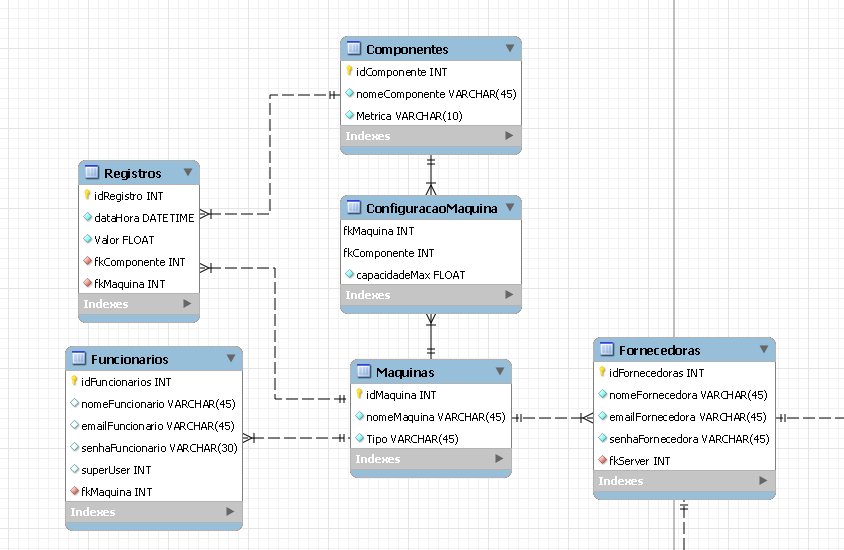 Componentes
idComponente INT
nomeComponente VARCHAR(45)
Metrica VARCHAR(10)
Indexes
Registros
idRegistro INT
dataHora DATETIME
Valor FLOAT
fkComponente INT
fkMaquina INT
Indexes
ConfiguracaoMaquina
fkMaquina INT
fkComponente INT
capacidadeMax FLOAT
Indexes
Funcionarios
idFuncionarios INT
nomeFuncionario VARCHAR(45)
emailFuncionario VARCHAR(45)
senhaFuncionario VARCHAR(30)
superUser INT
fkMaquina INT
Indexes
Maquinas
idMaquina INT
nomeMaquina VARCHAR(45)
Tipo VARCHAR(45)
Indexes
Fornecedoras
idFornecedoras INT
nomeFornecedora VARCHAR(45)
emailFornecedora VARCHAR(45)
senhaFornecedora VARCHAR(45)
fkServer INT
Indexes